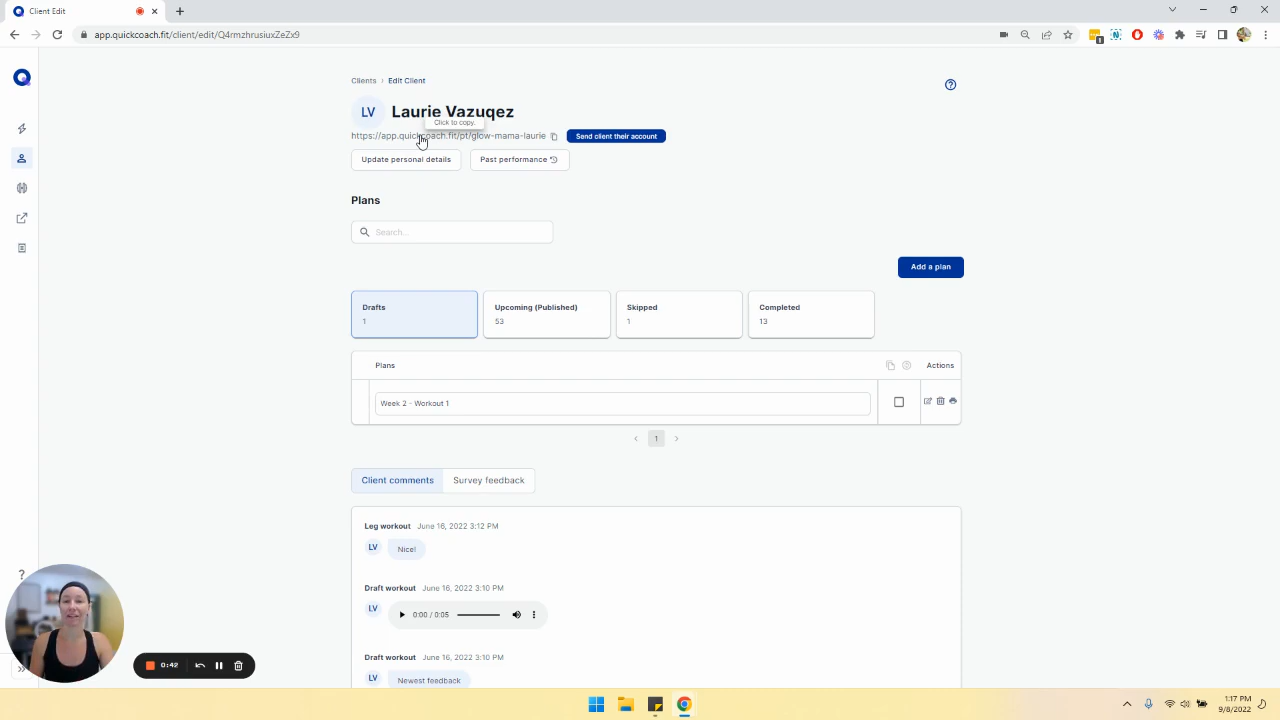 Client Edit
app.quickcoach.fit/client/edit/Q4rmzhrusiuxZeZx9
1
Clients › Edit Client
LV Laurie Vazuqez
Click to copy.
https://app.quickcoach.fit/pt/glow-mama-laurie Send client their account
Update personal details Past performance
Plans
Search...
Add a plan
Drafts Upcoming (Published) Skipped Completed
1 53 1 13
Plans Actions
Week 2 - Workout 1
1
Client comments Survey feedback
Leg workout June 16, 2022 3:12 PM
LV Nice!
Draft workout June 16, 2022 3:10 PM
LV 0:00 / 0:05
Draft workout June 16, 2022 3:10 PM
LV Newest feedback
0:42
1:17 PM
9/8/2022